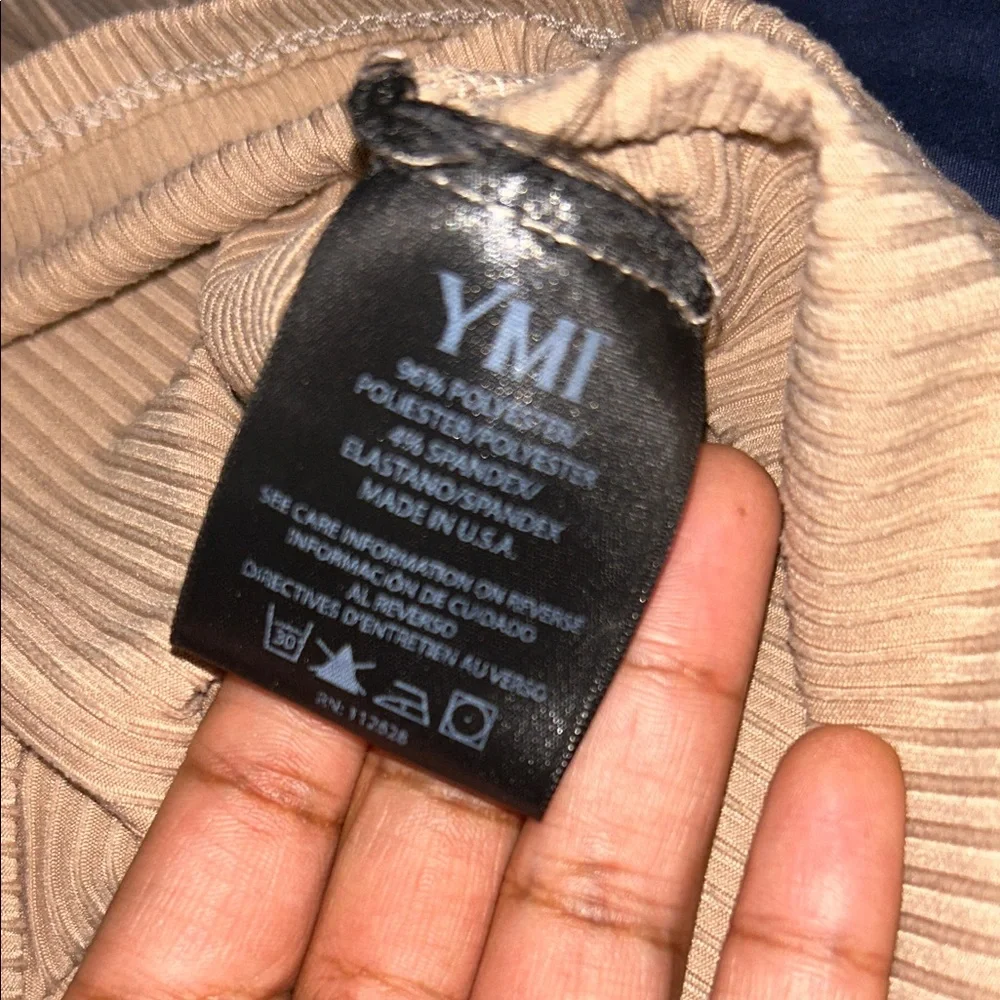 YMI
96% POLYESTER/
POLIESTER/POLYESTER
4% SPANDEX/
ELASTANO/SPANDEX
MADE IN U.S.A.
SEE CARE INFORMATION ON REVERSE
INFORMACIÓN DE CUIDADO
AL REVERSO
DIRECTIVES D'ENTRETIEN AU VERSO
30
RN: 112626